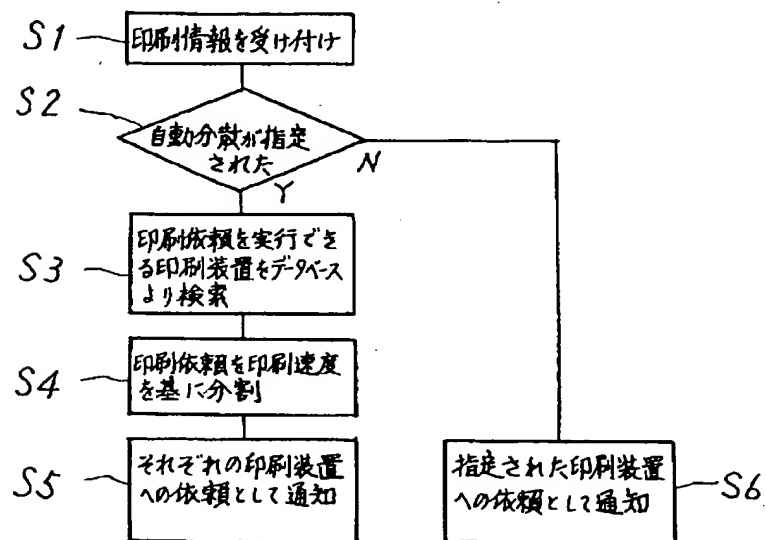 S1
印刷情報を受け付け
S2
自動分散が指定
された
N
Y
S3
印刷依頼を実行でき
る印刷装置をデータベース
より検索
S4
印刷依頼を印刷速度
を基に分割
S5
それぞれの印刷装置
への依頼として通知
指定された印刷装置
への依頼として通知
S6